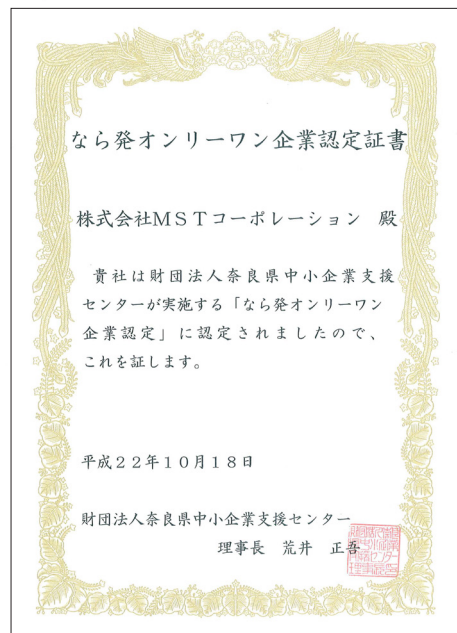 なら発オンリーワン企業認定証書
株式会社MSTコーポレーション　殿
貴社は財団法人奈良県中小企業支援
センターが実施する「なら発オンリーワン
企業認定」に認定されましたので、
これを証します。
平成22年10月18日
財団法人奈良県中小企業支援センター
理事長　荒井　正吾